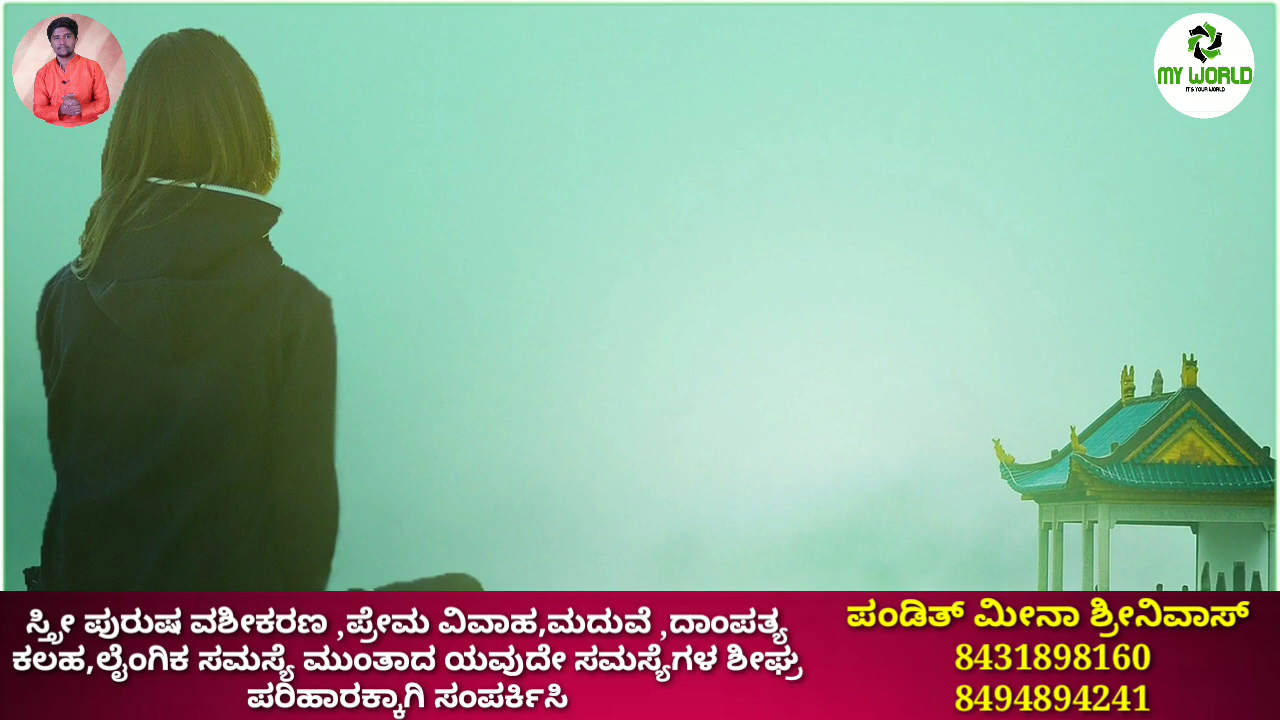 MY WORLD
IT'S YOUR WORLD
ಸ್ತ್ರೀ ಪುರುಷ ವಶೀಕರಣ ,ಪ್ರೇಮ ವಿವಾಹ,ಮದುವೆ ,ದಾಂಪತ್ಯ
ಕಲಹ,ಲೈಂಗಿಕ ಸಮಸ್ಯೆ ಮುಂತಾದ ಯವುದೇ ಸಮಸ್ಯೆಗಳ ಶೀಘ್ರ
ಪರಿಹಾರಕ್ಕಾಗಿ ಸಂಪರ್ಕಿಸಿ
ಪಂಡಿತ್ ಮೀನಾ ಶ್ರೀನಿವಾಸ್
8431898160
8494894241